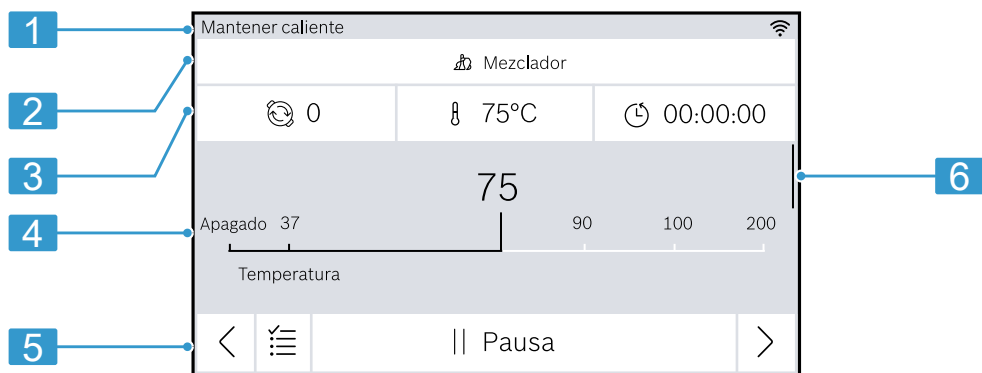 1
Mantener caliente
2
Mezclador
3
0
75°C
00:00:00
75
6
4
Apagado 37 90 100 200
Temperatura
5
Pausa